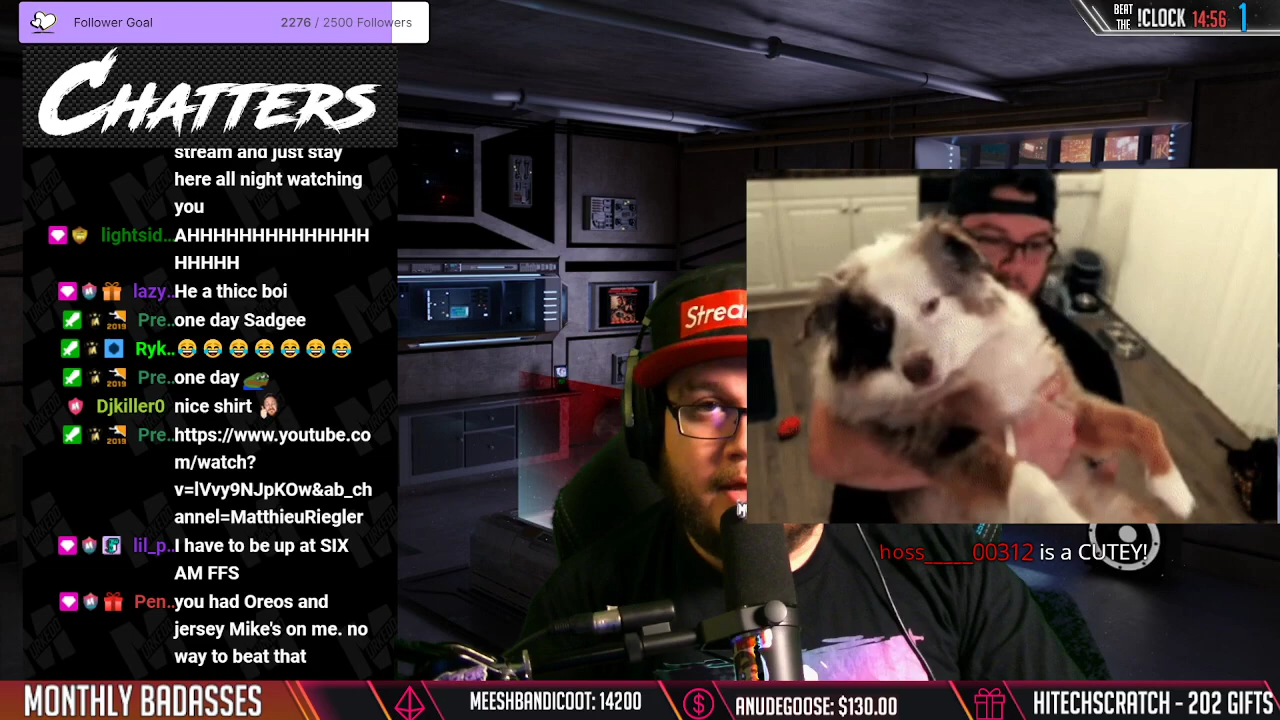 Follower Goal 2276 / 2500 Followers
BEAT THE !CLOCK 14:56 1
CHATTERS
stream and just stay
here all night watching
you
lightsid.. AHHHHHHHHHHHHHH
HHHHH
lazy.. He a thicc boi
Pre.. one day Sadgee
Ryk.. 😂 😂 😂 😂 😂 😂 😂
Pre.. one day
Djkiller0 nice shirt
Pre.. https://www.youtube.co
m/watch?
v=lVvy9NJpKOw&ab_ch
annel=MatthieuRiegler
lil_p.. I have to be up at SIX
AM FFS
Pen.. you had Oreos and
jersey Mike's on me. no
way to beat that
Strea
hoss_____00312 is a CUTEY!
MONTHLY BADASSES
MEESHBANDICOOT: 14200
ANUDEGOOSE: $130.00
HITECHSCRATCH - 202 GIFTS